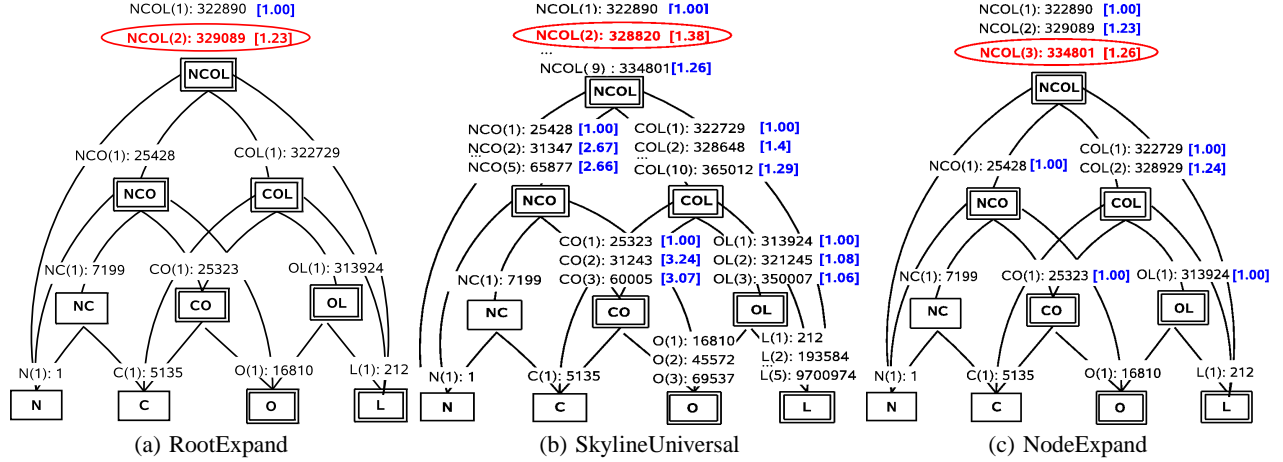 NCOL(1): 322890 [1.00]
NCOL(2): 329089 [1.23]
NCOL
NCO(1): 25428
COL(1): 322729
NCO
COL
NC(1): 7199
CO(1): 25323
OL(1): 313924
NC
CO
OL
N(1): 1
C(1): 5135
O(1): 16810
L(1): 212
N
C
O
L
(a) RootExpand
NCOL(1): 322890 [1.00]
NCOL(2): 328820 [1.38]
...
NCOL( 9) : 334801 [1.26]
NCOL
NCO(1): 25428 [1.00]
NCO(2): 31347 [2.67]
...
NCO(5): 65877 [2.66]
COL(1): 322729 [1.00]
COL(2): 328648 [1.4]
...
COL(10): 365012 [1.29]
NCO
COL
CO(1): 25323 [1.00]
CO(2): 31243 [3.24]
CO(3): 60005 [3.07]
OL(1): 313924 [1.00]
OL(2): 321245 [1.08]
OL(3): 350007 [1.06]
NC(1): 7199
NC
CO
OL
O(1): 16810
O(2): 45572
O(3): 69537
L(1): 212
L(2): 193584
...
L(5): 9700974
N(1): 1
C(1): 5135
N
C
O
L
(b) SkylineUniversal
NCOL(1): 322890 [1.00]
NCOL(2): 329089 [1.23]
NCOL(3): 334801 [1.26]
NCOL
NCO(1): 25428 [1.00]
COL(1): 322729 [1.00]
COL(2): 328929 [1.24]
NCO
COL
NC(1): 7199
CO(1): 25323 [1.00]
OL(1): 313924 [1.00]
NC
CO
OL
N(1): 1
C(1): 5135
O(1): 16810
L(1): 212
N
C
O
L
(c) NodeExpand